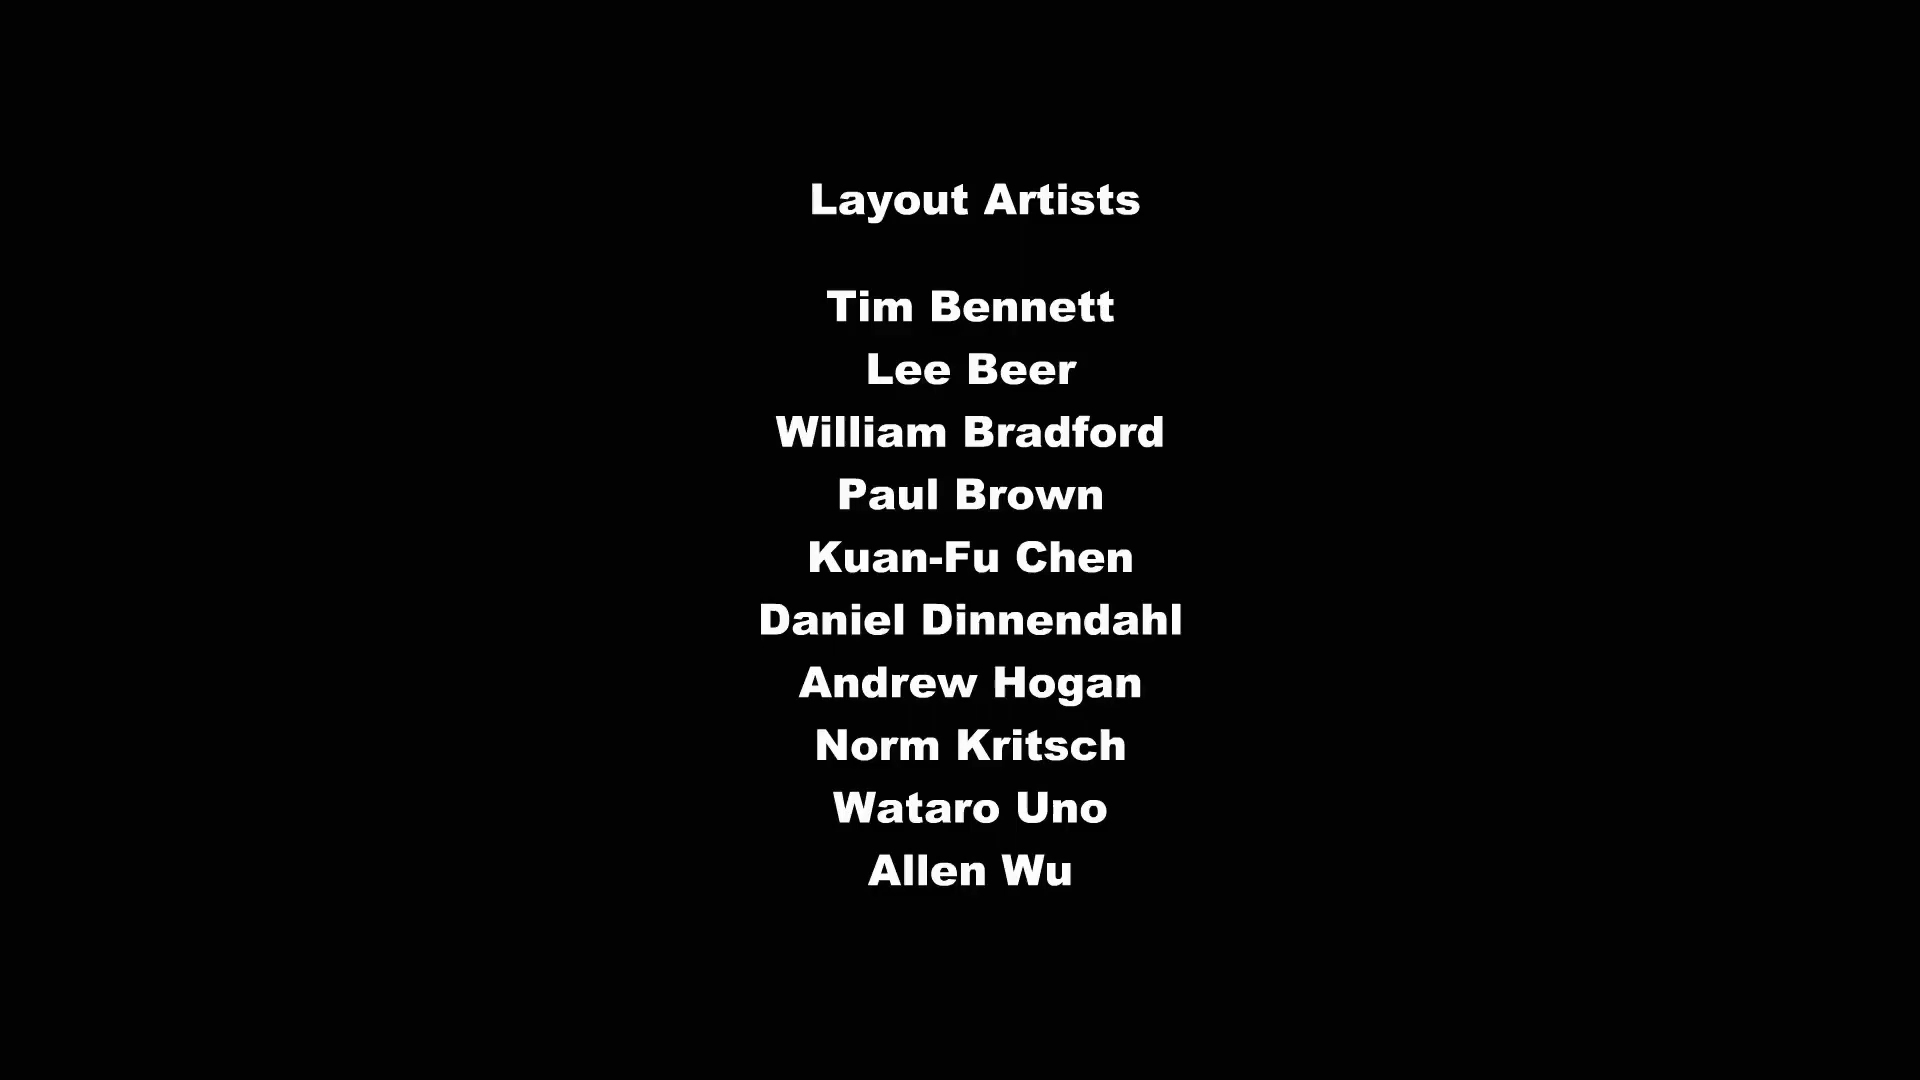 Layout Artists
Tim Bennett
Lee Beer
William Bradford
Paul Brown
Kuan-Fu Chen
Daniel Dinnendahl
Andrew Hogan
Norm Kritsch
Wataro Uno
Allen Wu